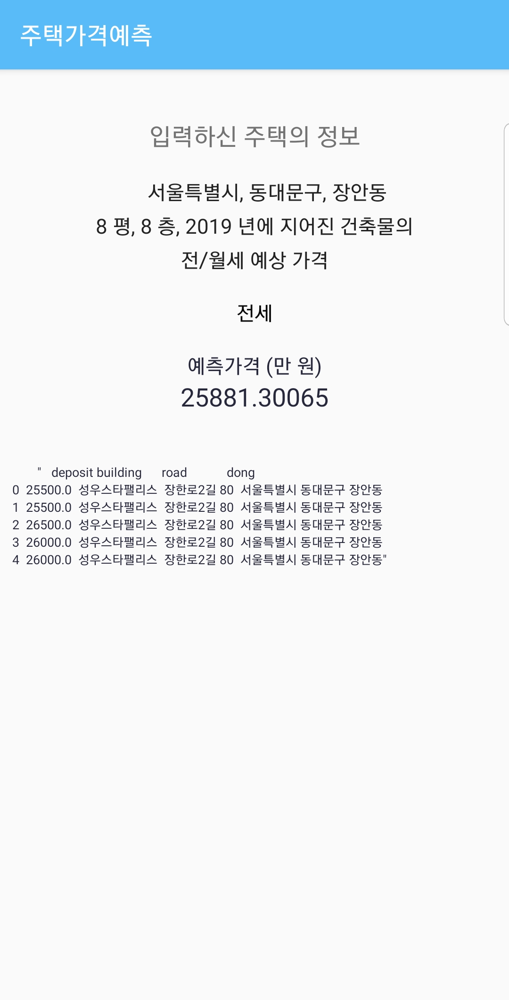 주택가격예측
입력하신 주택의 정보
서울특별시, 동대문구, 장안동
8 평, 8 층, 2019 년에 지어진 건축물의
전/월세 예상 가격
전세
예측가격 (만 원)
25881.30065
" deposit building road dong
0 25500.0 성우스타팰리스 장한로2길 80 서울특별시 동대문구 장안동
1 25500.0 성우스타팰리스 장한로2길 80 서울특별시 동대문구 장안동
2 26500.0 성우스타팰리스 장한로2길 80 서울특별시 동대문구 장안동
3 26000.0 성우스타팰리스 장한로2길 80 서울특별시 동대문구 장안동
4 26000.0 성우스타팰리스 장한로2길 80 서울특별시 동대문구 장안동"